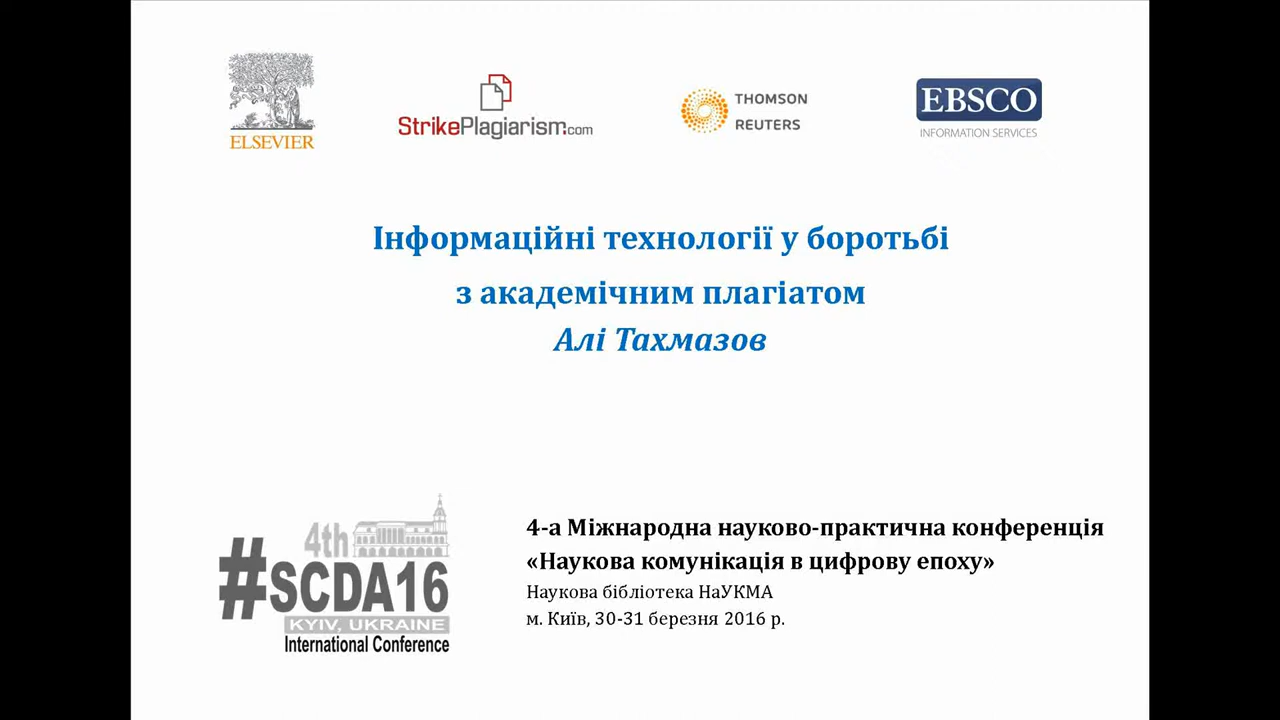 ELSEVIER
StrikePlagiarism.com
THOMSON
REUTERS
EBSCO
INFORMATION SERVICES
Інформаційні технології у боротьбі
з академічним плагіатом
Алі Тахмазов
4th
#SCDA16
KYIV, UKRAINE
International Conference
4-а Міжнародна науково-практична конференція
«Наукова комунікація в цифрову епоху»
Наукова бібліотека НаУКМА
м. Київ, 30-31 березня 2016 р.